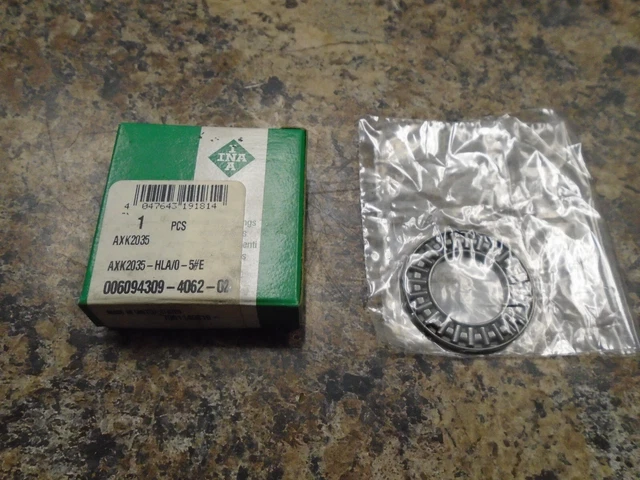 INA
4 047643 191814
1 PCS
AXK2035
AXK2035-HLA/0-5#E
006094309-4062-02